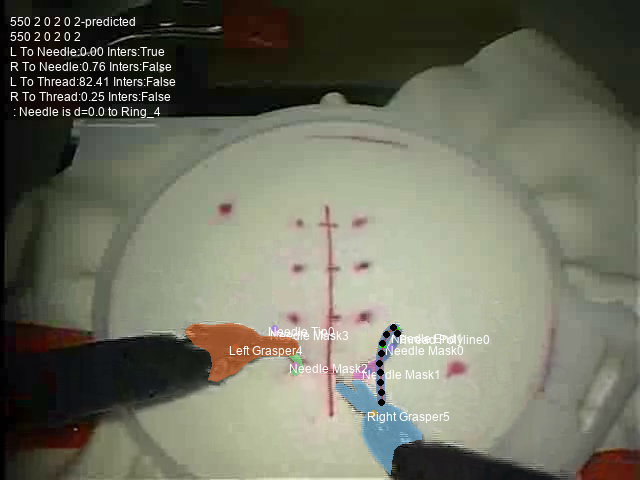 550 2 0 2 0 2-predicted
550 2 0 2 0 2
L To Needle:0.00 Inters:True
R To Needle:0.76 Inters:False
L To Thread:82.41 Inters:False
R To Thread:0.25 Inters:False
: Needle is d=0.0 to Ring_4
Needle Tip0
Needle Mask3
Needle Mask0
Left Grasper4
Needle Mask2
Needle Mask1
Right Grasper5